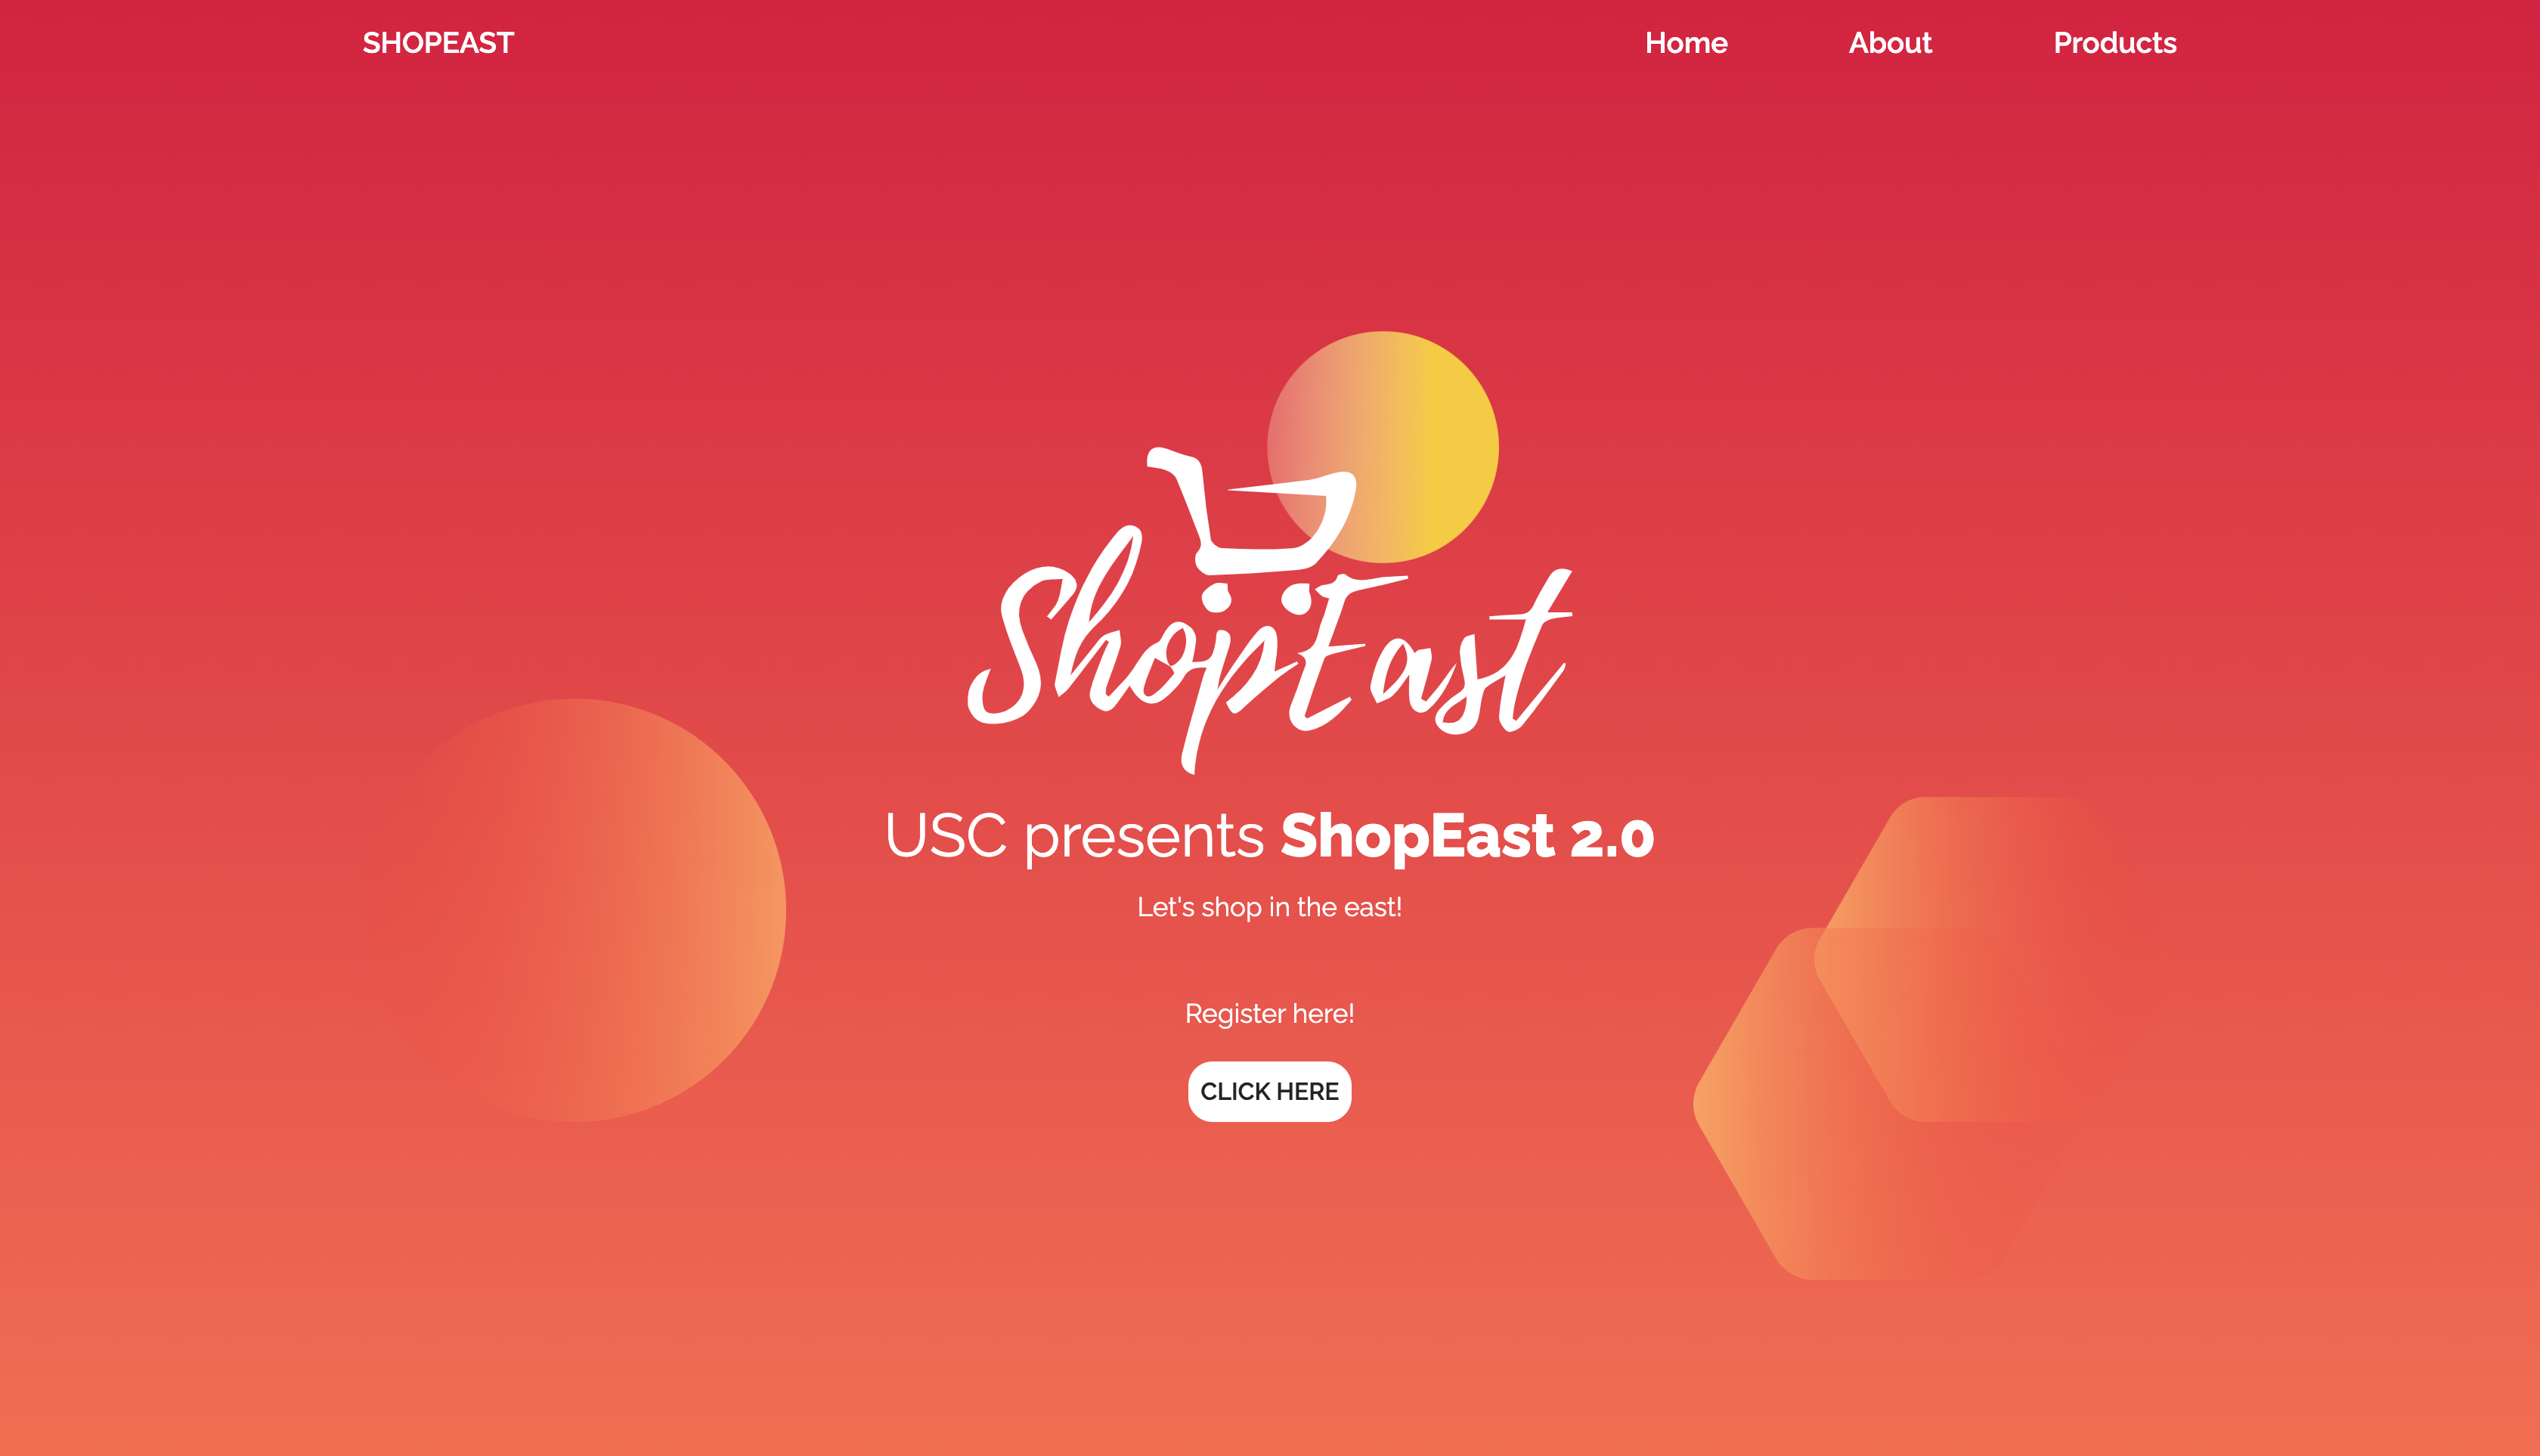 SHOPEAST
Home
About
Products
ShopEast
USC presents ShopEast 2.0
Let's shop in the east!
Register here!
CLICK HERE